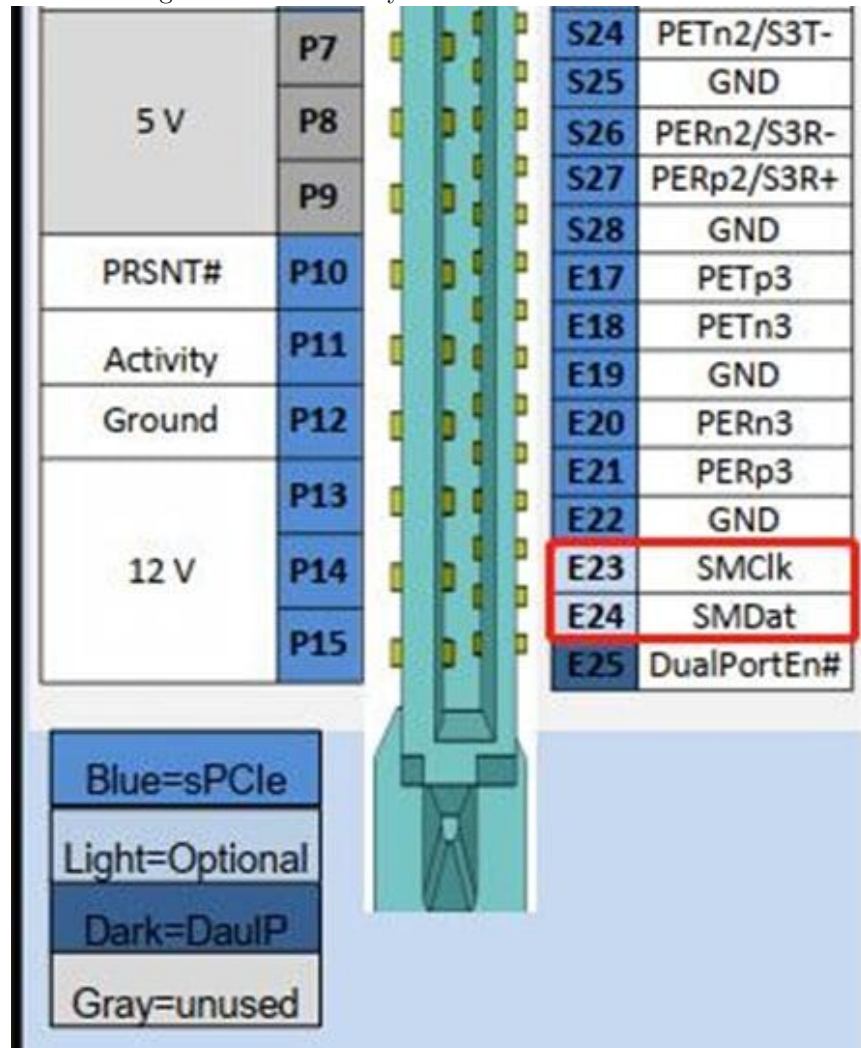 P7
5 V
P8
P9
PRSNT#
P10
Activity
P11
Ground
P12
P13
12 V
P14
P15
S24 PETn2/S3T-
S25 GND
S26 PERn2/S3R-
S27 PERp2/S3R+
S28 GND
E17 PETp3
E18 PETn3
E19 GND
E20 PERn3
E21 PERp3
E22 GND
E23 SMClk
E24 SMDat
E25 DualPortEn#
Blue=sPCIe
Light=Optional
Dark=DaulP
Gray=unused